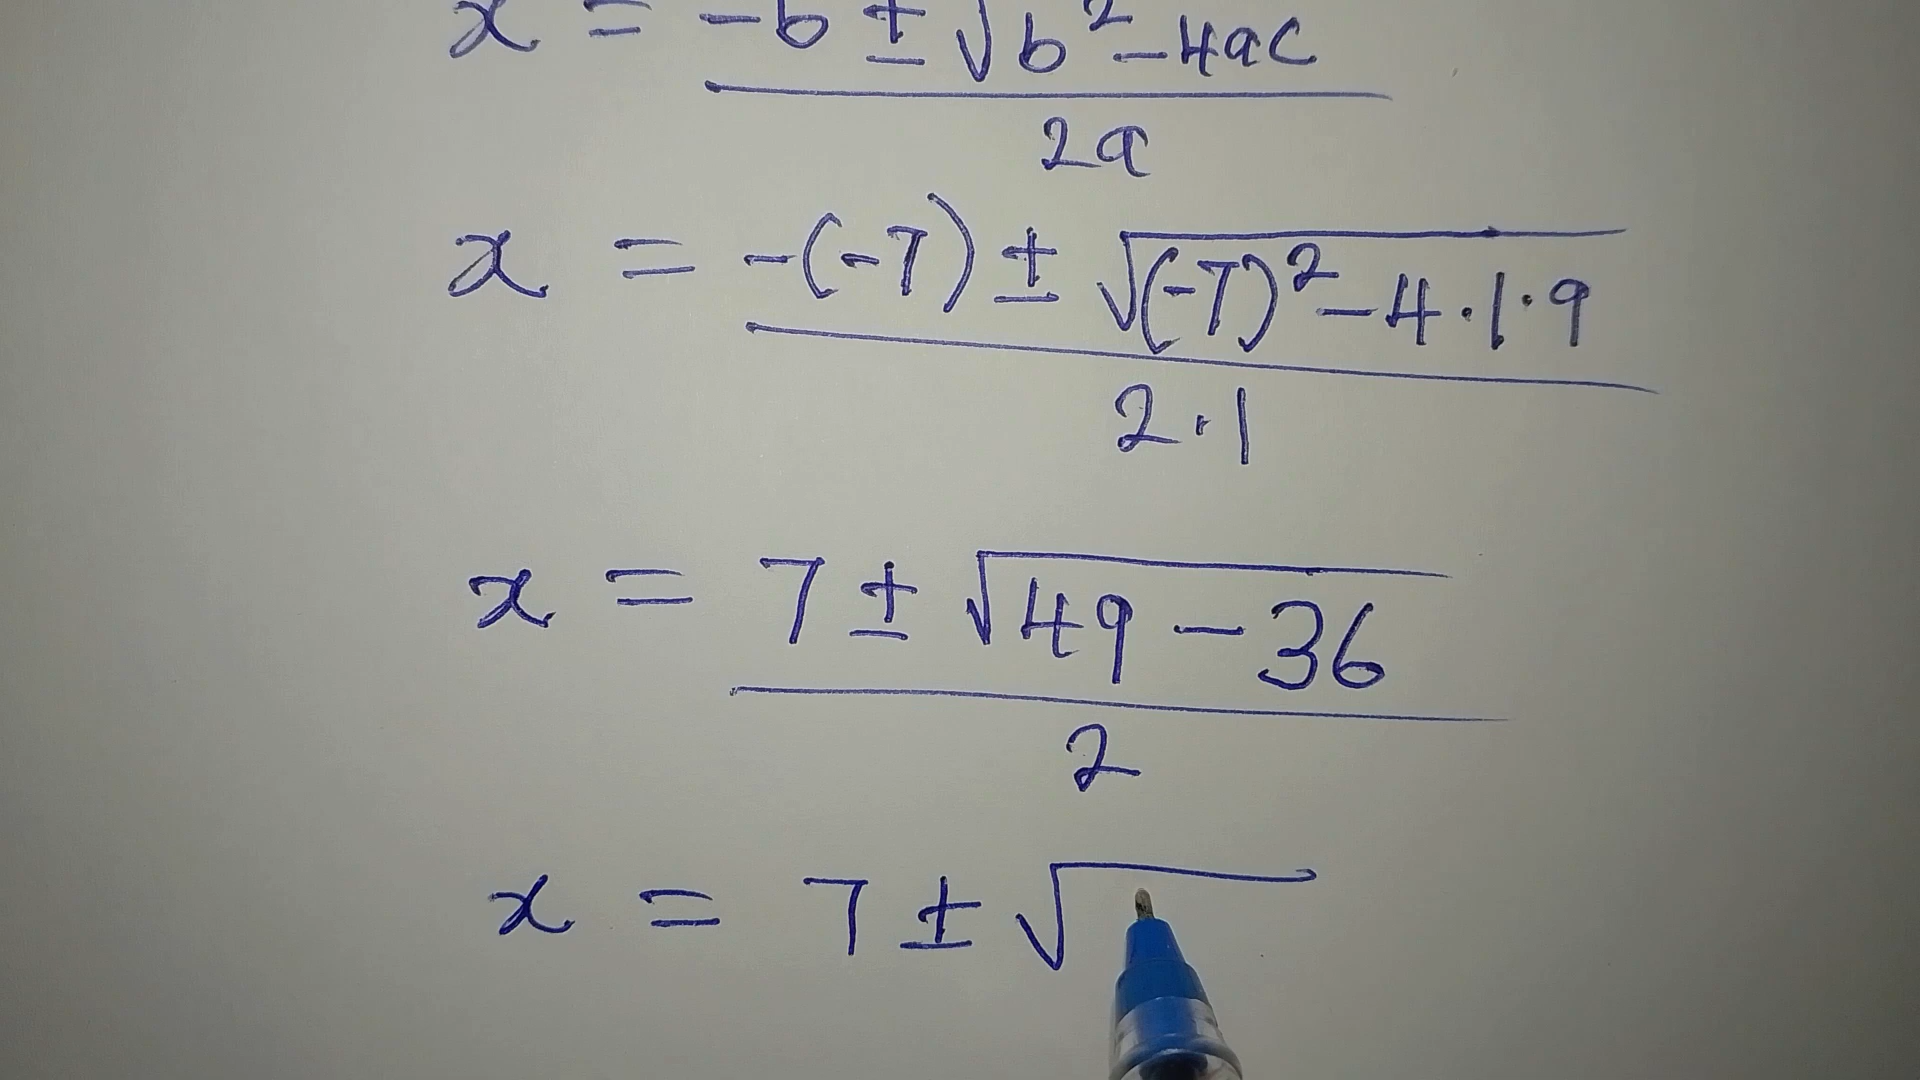 x = -b ± √b² - 4ac
2a
x = -(-7) ± √(-7)² - 4·1·9
2·1
x = 7 ± √49 - 36
2
x = 7 ± √